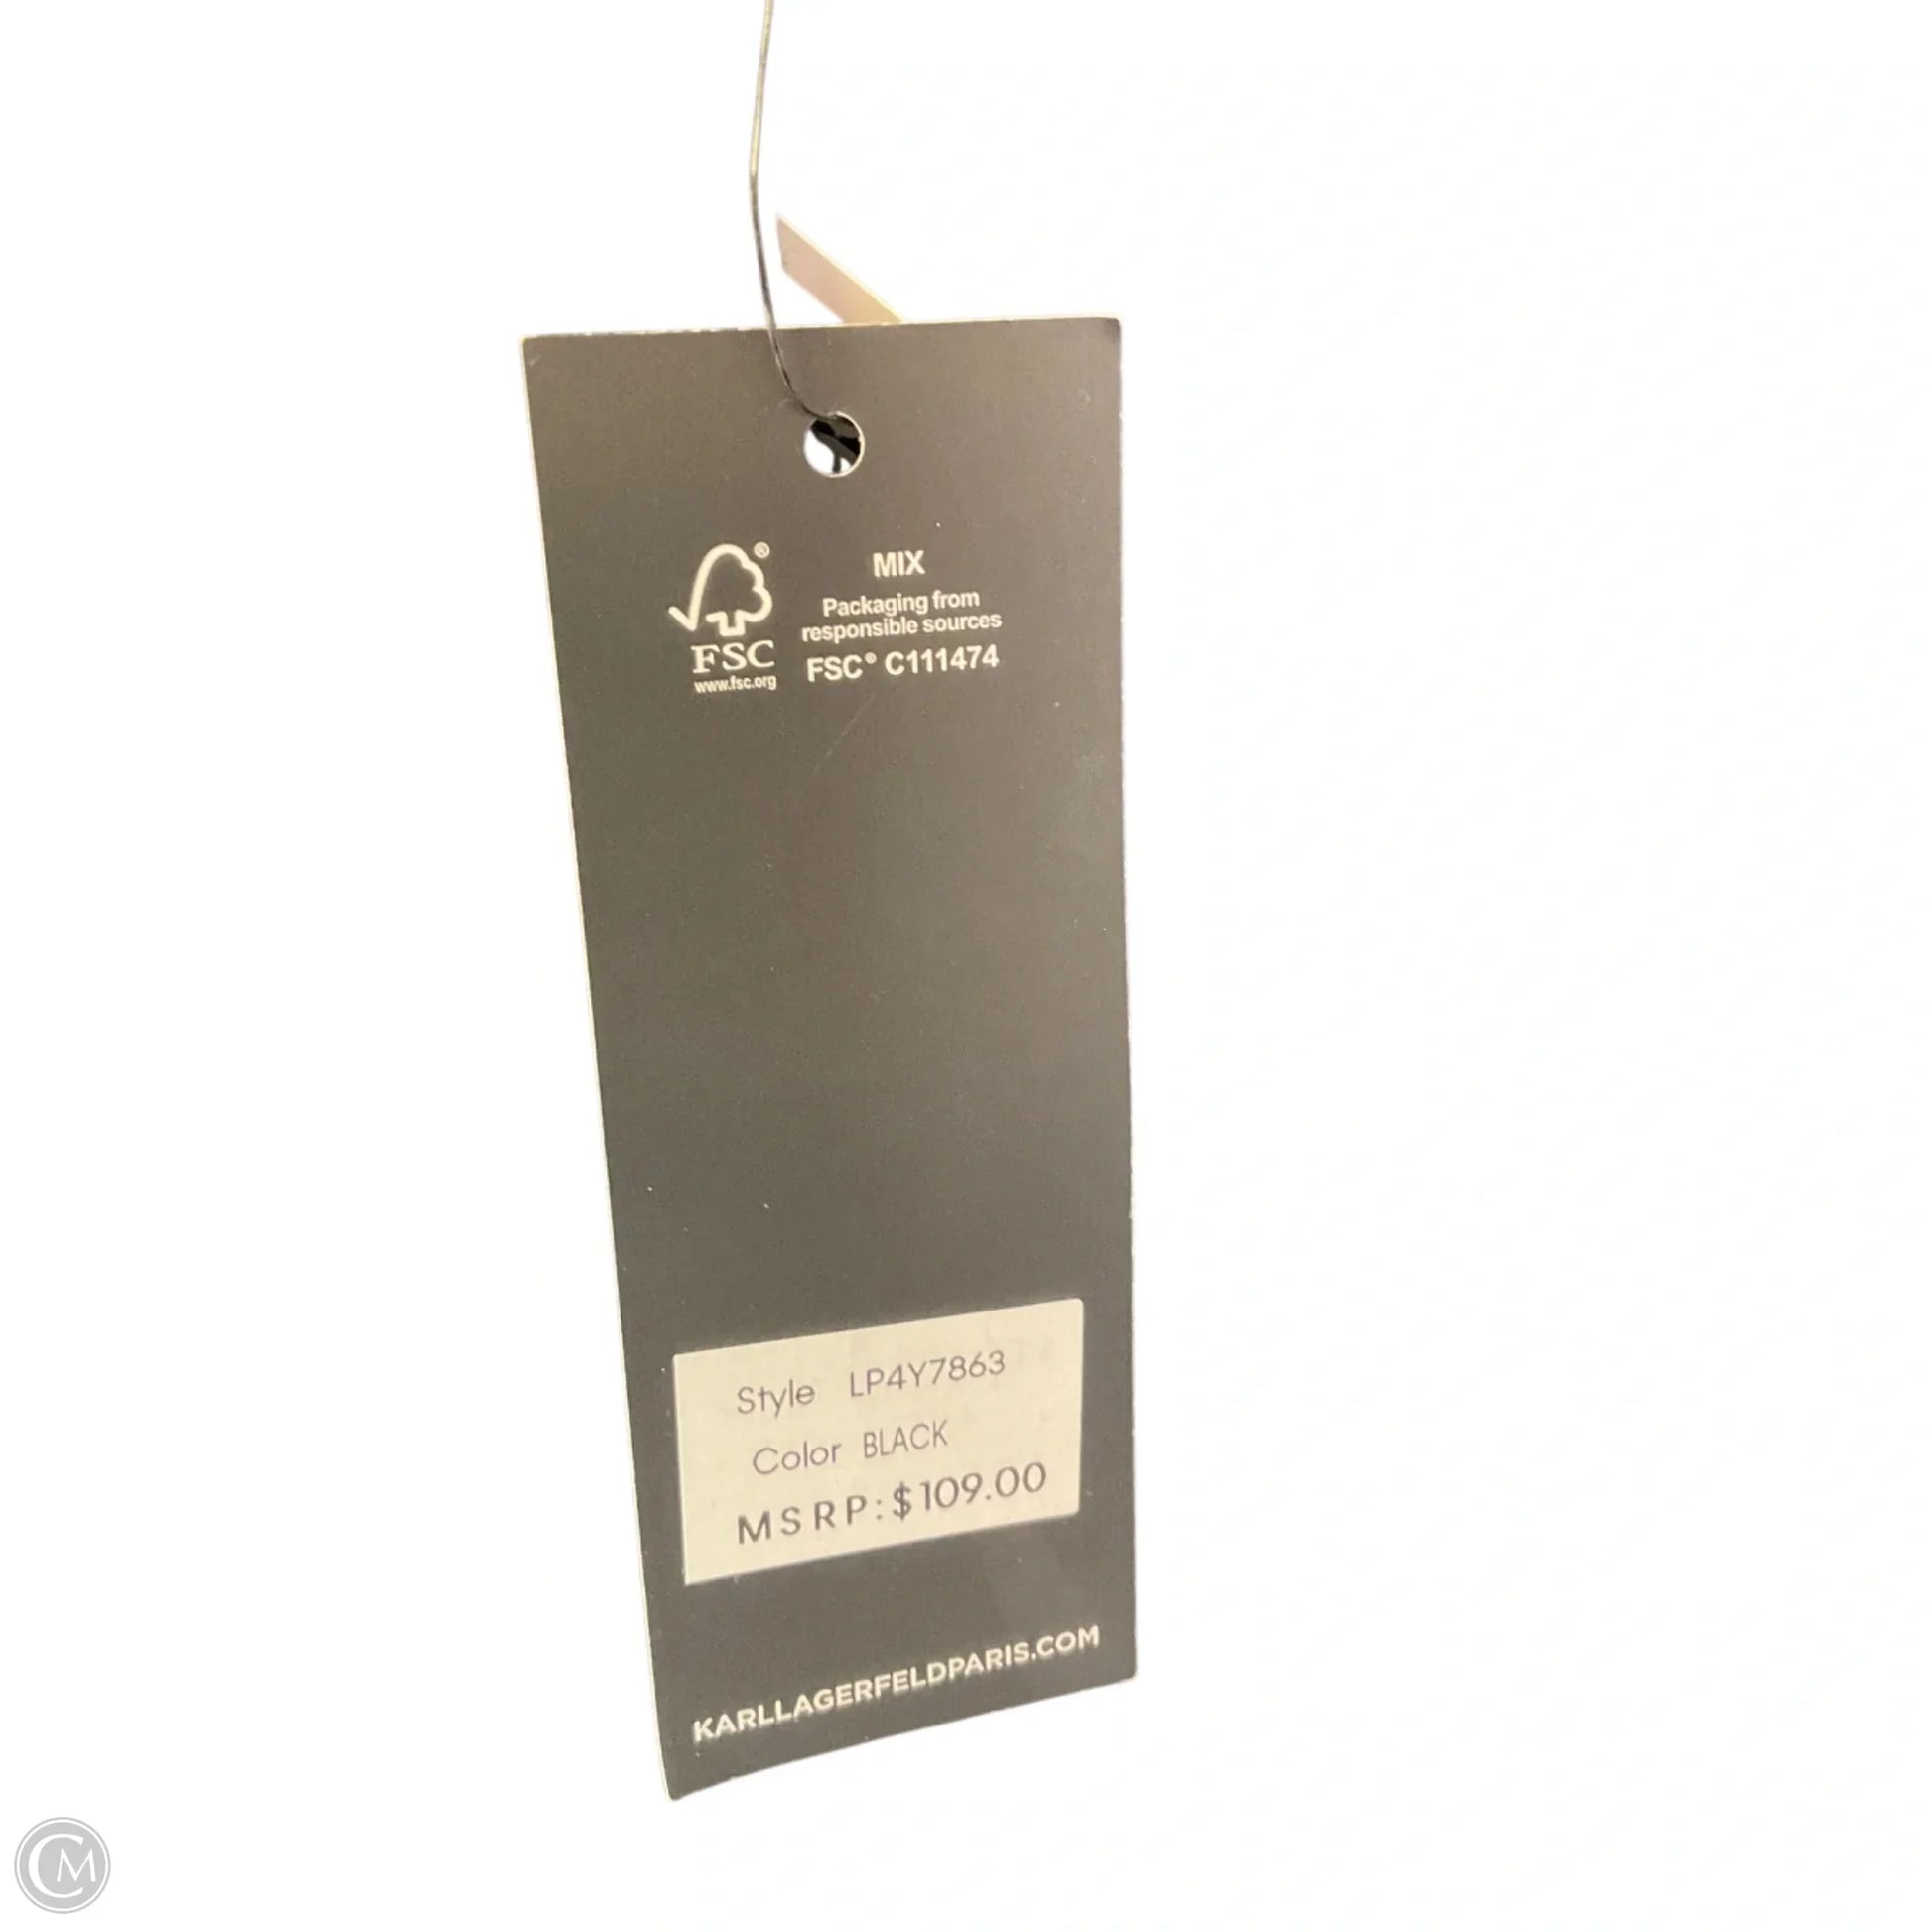 MIX
Packaging from
responsible sources
FSC® C111474
®
FSC
www.fsc.org
Style LP4Y7863
Color BLACK
MSRP:$109.00
KARLLAGERFELDPARIS.COM
CM